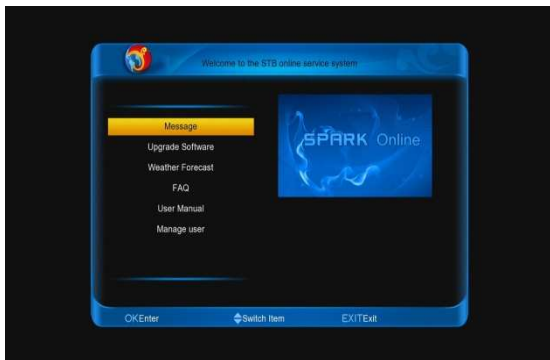 Welcome to the STB online service system
Message
Upgrade Software
Weather Forecast
FAQ
User Manual
Manage user
SPARK Online
OKEnter Switch Item EXITExit